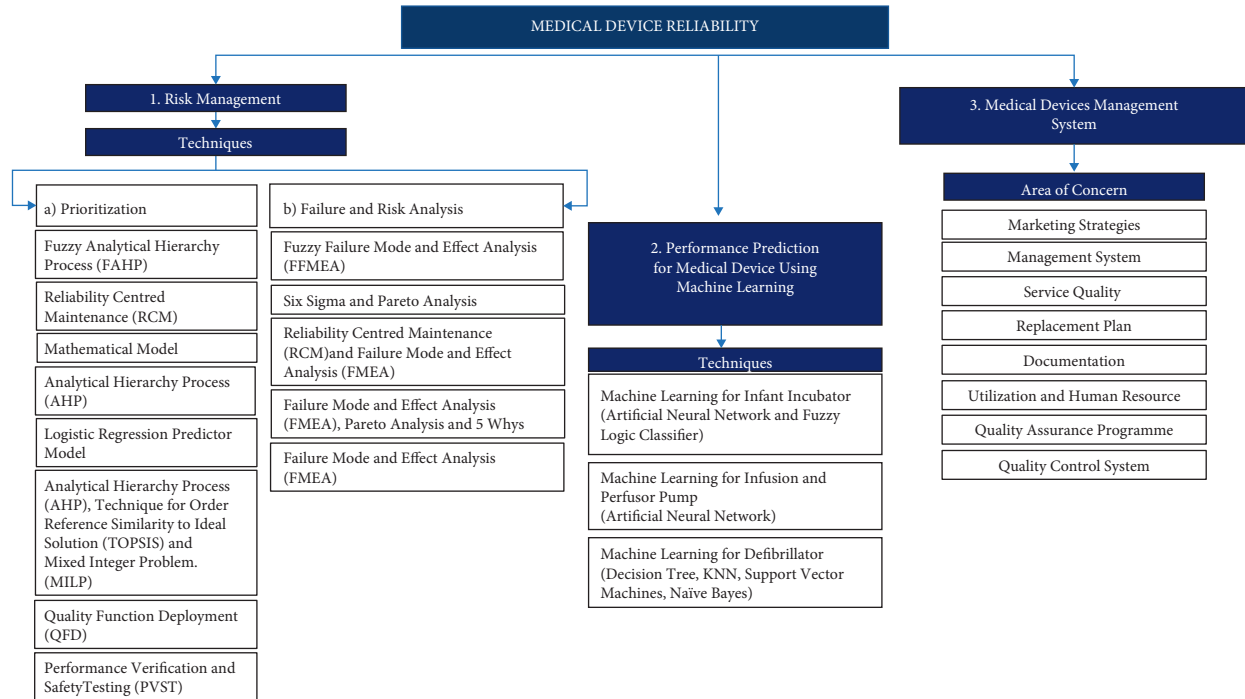 MEDICAL DEVICE RELIABILITY
1. Risk Management
Techniques
a) Prioritization
Fuzzy Analytical Hierarchy
Process (FAHP)
Reliability Centred
Maintenance (RCM)
Mathematical Model
Analytical Hierarchy Process
(AHP)
Logistic Regression Predictor
Model
Analytical Hierarchy Process
(AHP), Technique for Order
Reference Similarity to Ideal
Solution (TOPSIS) and
Mixed Integer Problem.
(MILP)
Quality Function Deployment
(QFD)
Performance Verification and
SafetyTesting (PVST)
b) Failure and Risk Analysis
Fuzzy Failure Mode and Effect Analysis
(FFMEA)
Six Sigma and Pareto Analysis
Reliability Centred Maintenance
(RCM)and Failure Mode and Effect
Analysis (FMEA)
Failure Mode and Effect Analysis
(FMEA), Pareto Analysis and 5 Whys
Failure Mode and Effect Analysis
(FMEA)
2. Performance Prediction
for Medical Device Using
Machine Learning
Techniques
Machine Learning for Infant Incubator
(Artificial Neural Network and Fuzzy
Logic Classifier)
Machine Learning for Infusion and
Perfusor Pump
(Artificial Neural Network)
Machine Learning for Defibrillator
(Decision Tree, KNN, Support Vector
Machines, Naïve Bayes)
3. Medical Devices Management
System
Area of Concern
Marketing Strategies
Management System
Service Quality
Replacement Plan
Documentation
Utilization and Human Resource
Quality Assurance Programme
Quality Control System